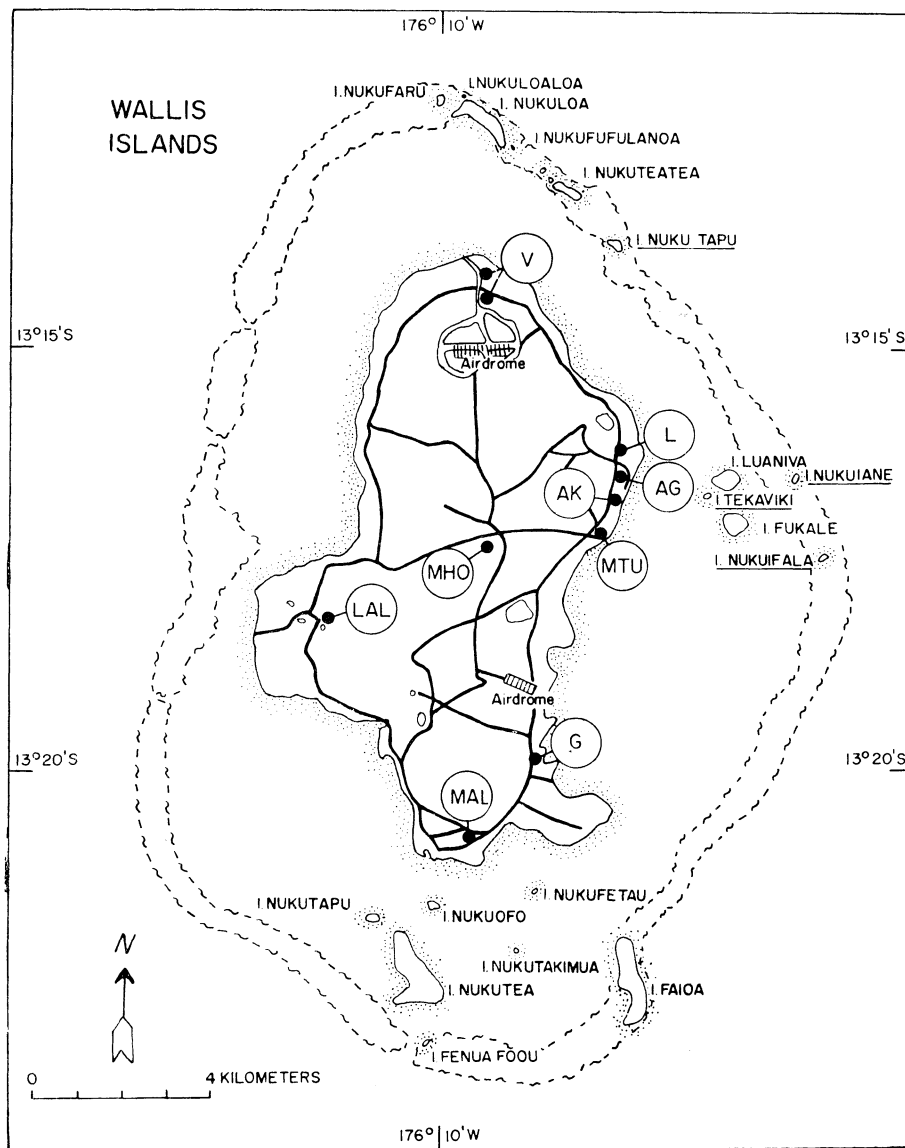 176° 10'W
WALLIS
ISLANDS
I.NUKUFARU
I.NUKULOALOA
I. NUKULOA
I. NUKUFUFULANOA
I. NUKUTEATEA
I. NUKU TAPU
V
13°15'S
13°15'S
Airdrome
L
I. LUANIVA
I.NUKUIANE
AK
AG
I.TEKAVIKI
I. FUKALE
MHO
MTU
I. NUKUIFALA
LAL
Airdrome
G
13°20'S
13°20'S
MAL
I.NUKUTAPU
I.NUKUOFO
I.NUKUFETAU
N
I.NUKUTAKIMUA
I.NUKUTEA
I.FAIOA
I.FENUA FOOU
0 4 KILOMETERS
176° 10'W